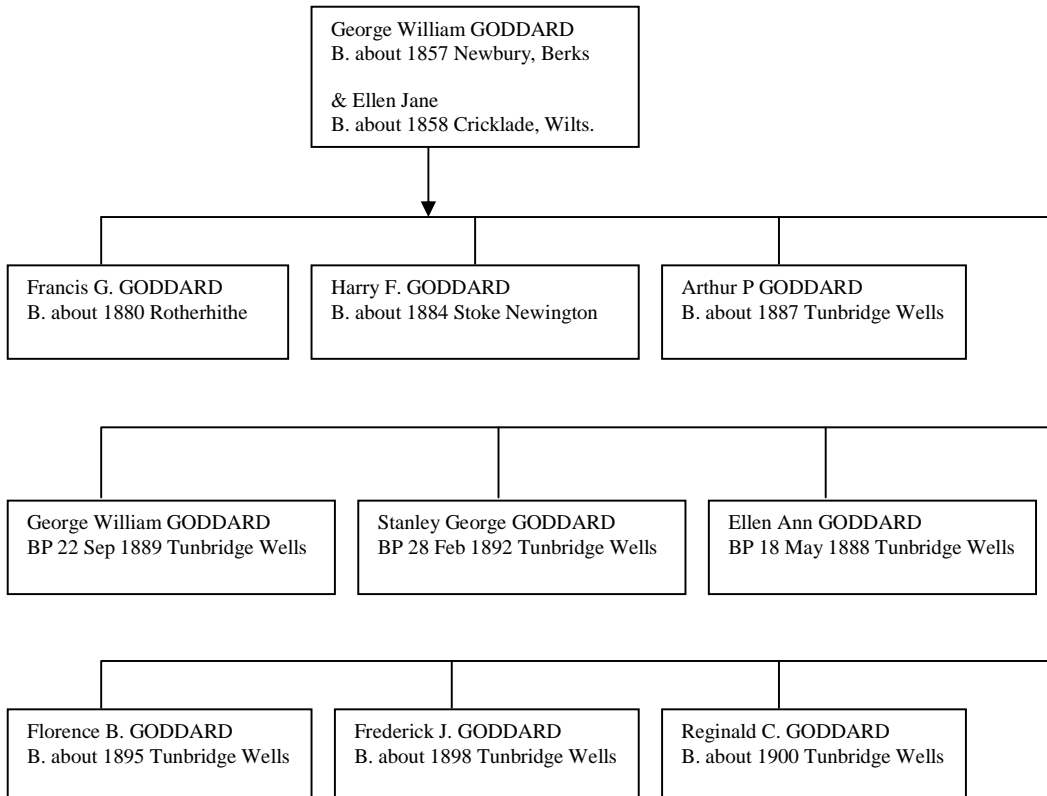 George William GODDARD
B. about 1857 Newbury, Berks
& Ellen Jane
B. about 1858 Cricklade, Wilts.
Francis G. GODDARD
B. about 1880 Rotherhithe
Harry F. GODDARD
B. about 1884 Stoke Newington
Arthur P GODDARD
B. about 1887 Tunbridge Wells
George William GODDARD
BP 22 Sep 1889 Tunbridge Wells
Stanley George GODDARD
BP 28 Feb 1892 Tunbridge Wells
Ellen Ann GODDARD
BP 18 May 1888 Tunbridge Wells
Florence B. GODDARD
B. about 1895 Tunbridge Wells
Frederick J. GODDARD
B. about 1898 Tunbridge Wells
Reginald C. GODDARD
B. about 1900 Tunbridge Wells